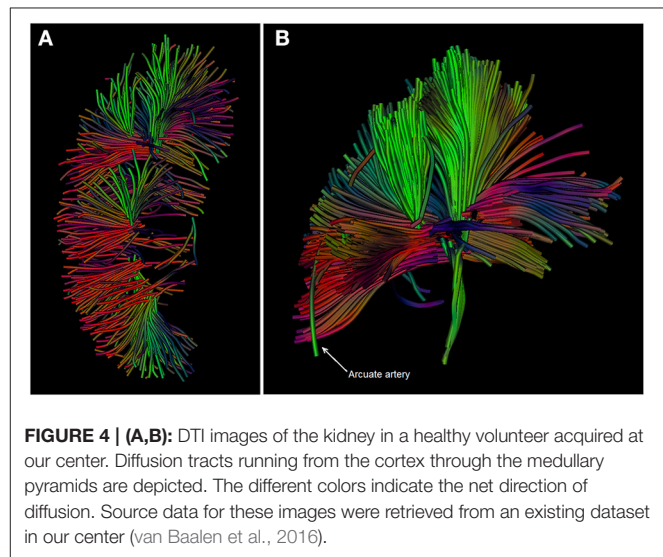 A
B
Arcuate artery
FIGURE 4 | (A,B): DTI images of the kidney in a healthy volunteer acquired at
our center. Diffusion tracts running from the cortex through the medullary
pyramids are depicted. The different colors indicate the net direction of
diffusion. Source data for these images were retrieved from an existing dataset
in our center (van Baalen et al., 2016).